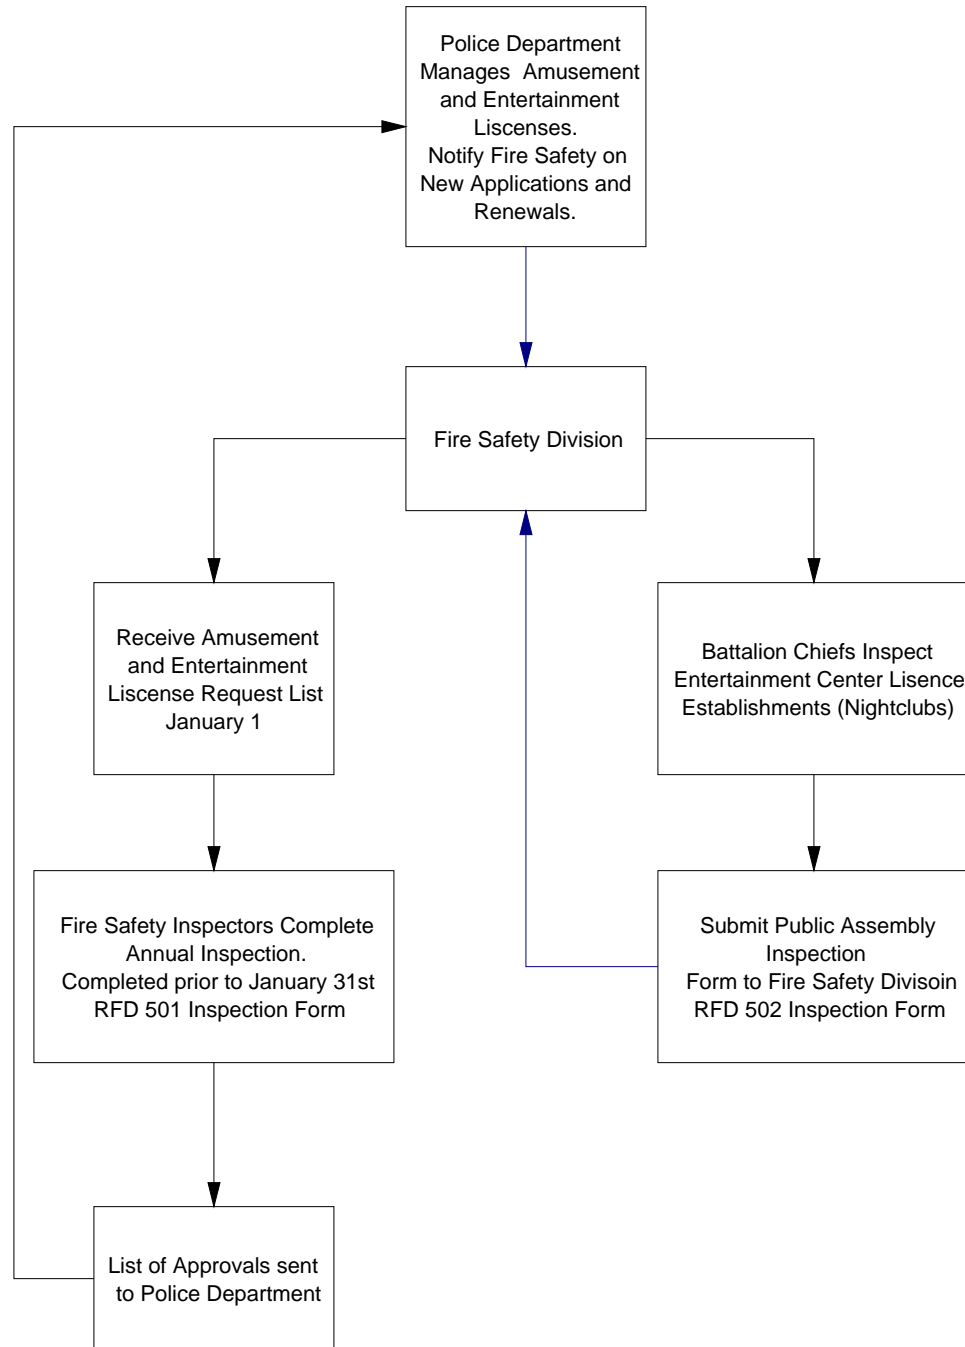 Police Department
Manages  Amusement
and Entertainment
Liscenses.
Notify Fire Safety on
New Applications and
Renewals.
Fire Safety Division
Receive Amusement
and Entertainment
Liscense Request List
January 1
Battalion Chiefs Inspect
Entertainment Center Lisence
Establishments (Nightclubs)
Fire Safety Inspectors Complete
Annual Inspection.
Completed prior to January 31st
RFD 501 Inspection Form
Submit Public Assembly
Inspection
Form to Fire Safety Divisoin
RFD 502 Inspection Form
List of Approvals sent
to Police Department